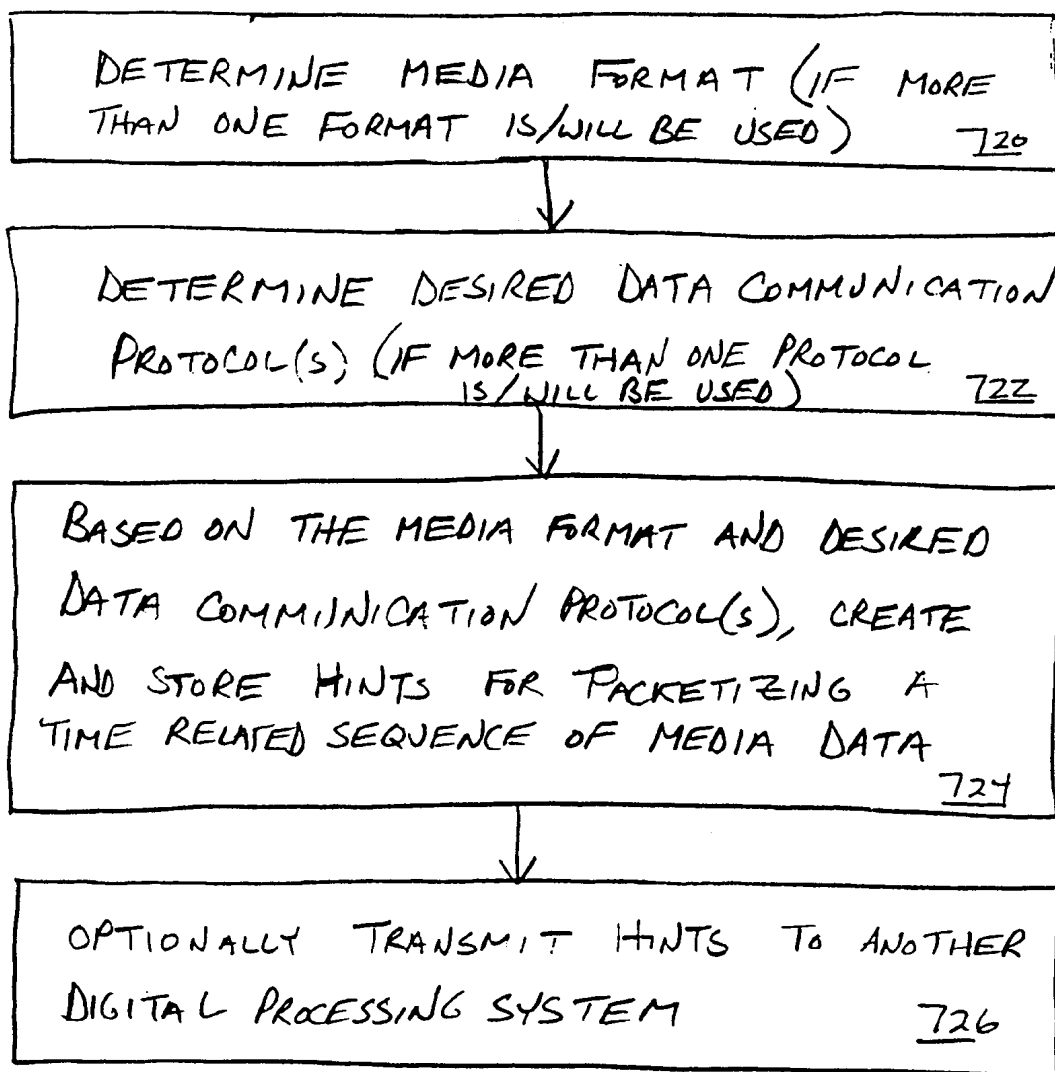 DETERMINE MEDIA FORMAT (IF MORE
THAN ONE FORMAT IS/WILL BE USED)
720
DETERMINE DESIRED DATA COMMUNICATION
PROTOCOL(S) (IF MORE THAN ONE PROTOCOL
IS/WILL BE USED)
722
BASED ON THE MEDIA FORMAT AND DESIRED
DATA COMMUNICATION PROTOCOL(S), CREATE
AND STORE HINTS FOR PACKETIZING A
TIME RELATED SEQUENCE OF MEDIA DATA
724
OPTIONALLY TRANSMIT HINTS TO ANOTHER
DIGITAL PROCESSING SYSTEM
726